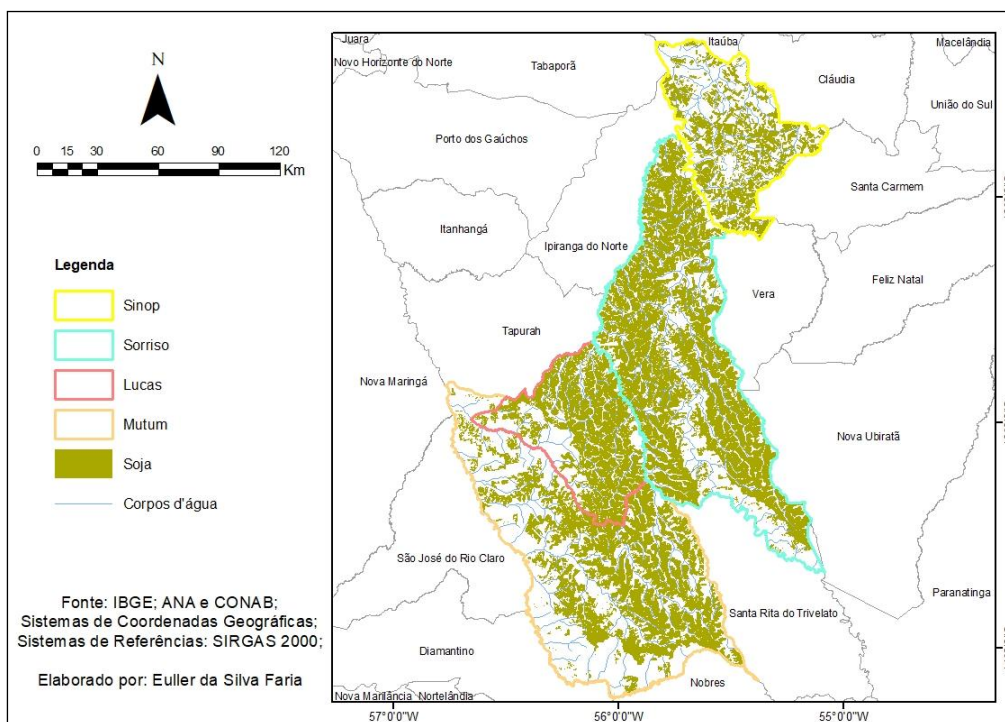 N
0 15 30 60 90 120
Km
Legenda
Sinop
Sorriso
Lucas
Mutum
Soja
Corpos d'água
Fonte: IBGE; ANA e CONAB;
Sistemas de Coordenadas Geográficas;
Sistemas de Referências: SIRGAS 2000;
Elaborado por: Euller da Silva Faria
Juara
Itaúba
Macelândia
Novo Horizonte do Norte
Tabaporã
Cláudia
União do Sul
Porto dos Gaúchos
Santa Carmem
Itanhangá
Ipiranga do Norte
Feliz Natal
Vera
Tapurah
Nova Maringá
Nova Ubiratã
São José do Rio Claro
Paranatinga
Santa Rita do Trivelato
Diamantino
Nobres
Nova Marilância Nortelândia
57°0'0"W 56°0'0"W 55°0'0"W